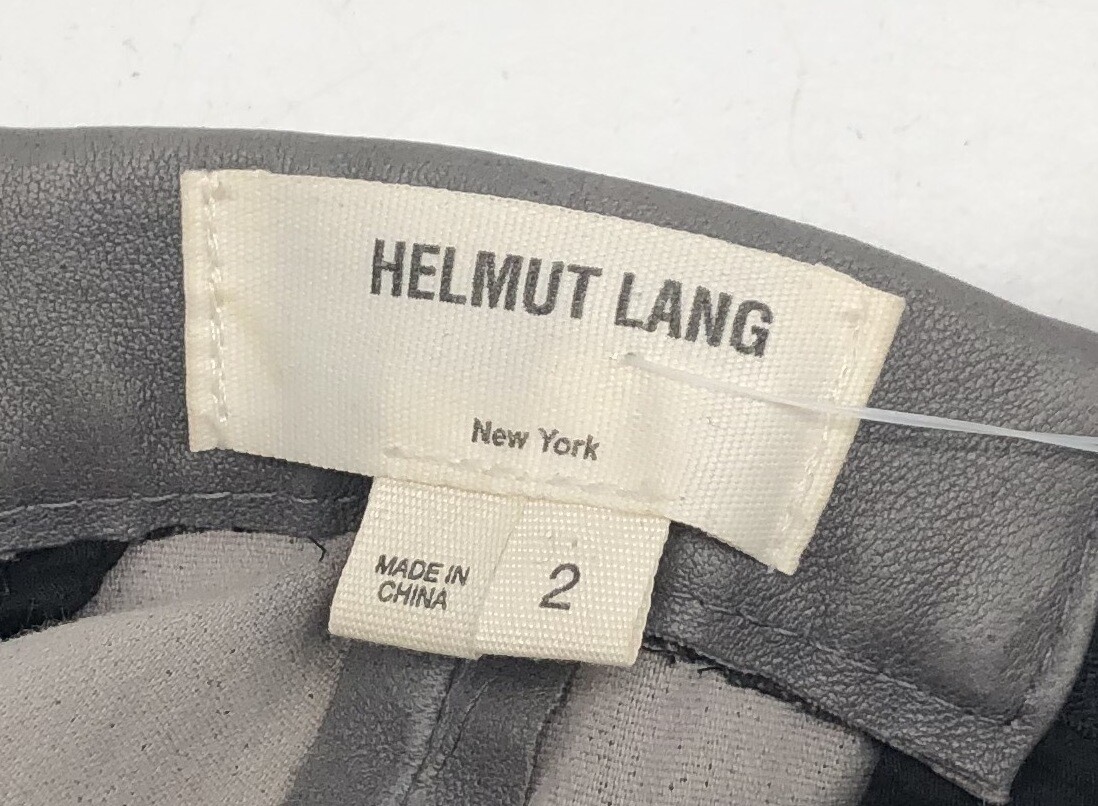 HELMUT LANG
New York
MADE IN
CHINA
2